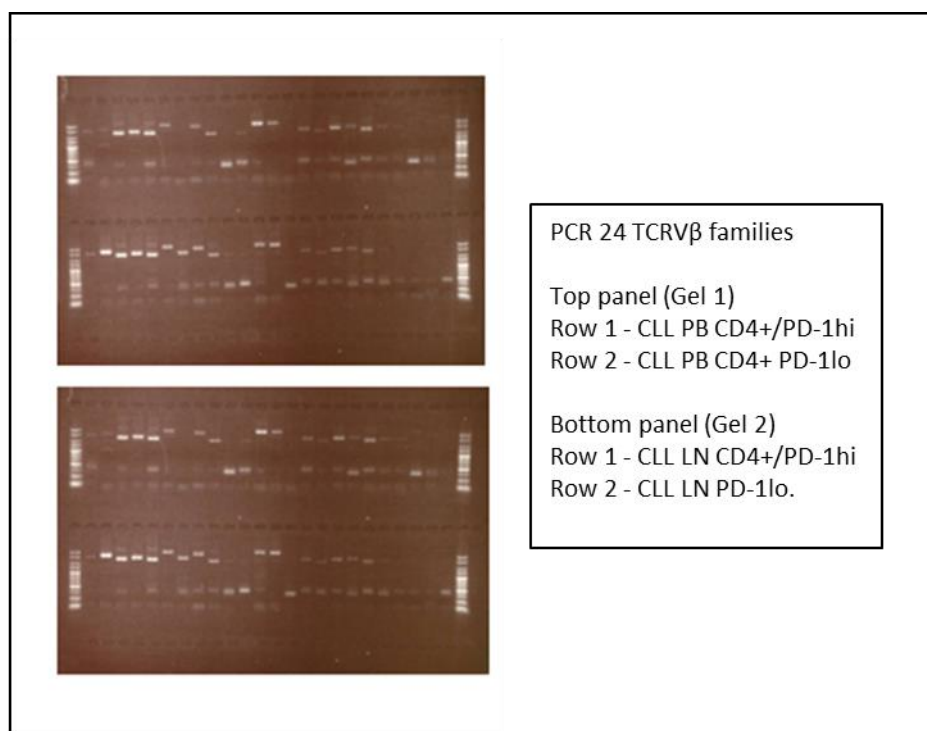 PCR 24 TCRVβ families
Top panel (Gel 1)
Row 1 - CLL PB CD4+/PD-1hi
Row 2 - CLL PB CD4+ PD-1lo
Bottom panel (Gel 2)
Row 1 - CLL LN CD4+/PD-1hi
Row 2 - CLL LN PD-1lo.